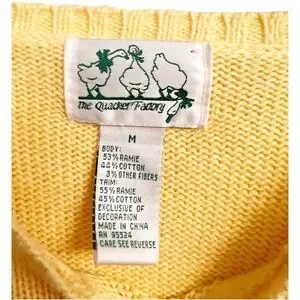 The Quacker Factory
M
BODY:
53% RAMIE
44% COTTON
3% OTHER FIBERS
TRIM:
55% RAMIE
45% COTTON
EXCLUSIVE OF
DECORATION
MADE IN CHINA
RN 95534
CARE SEE REVERSE